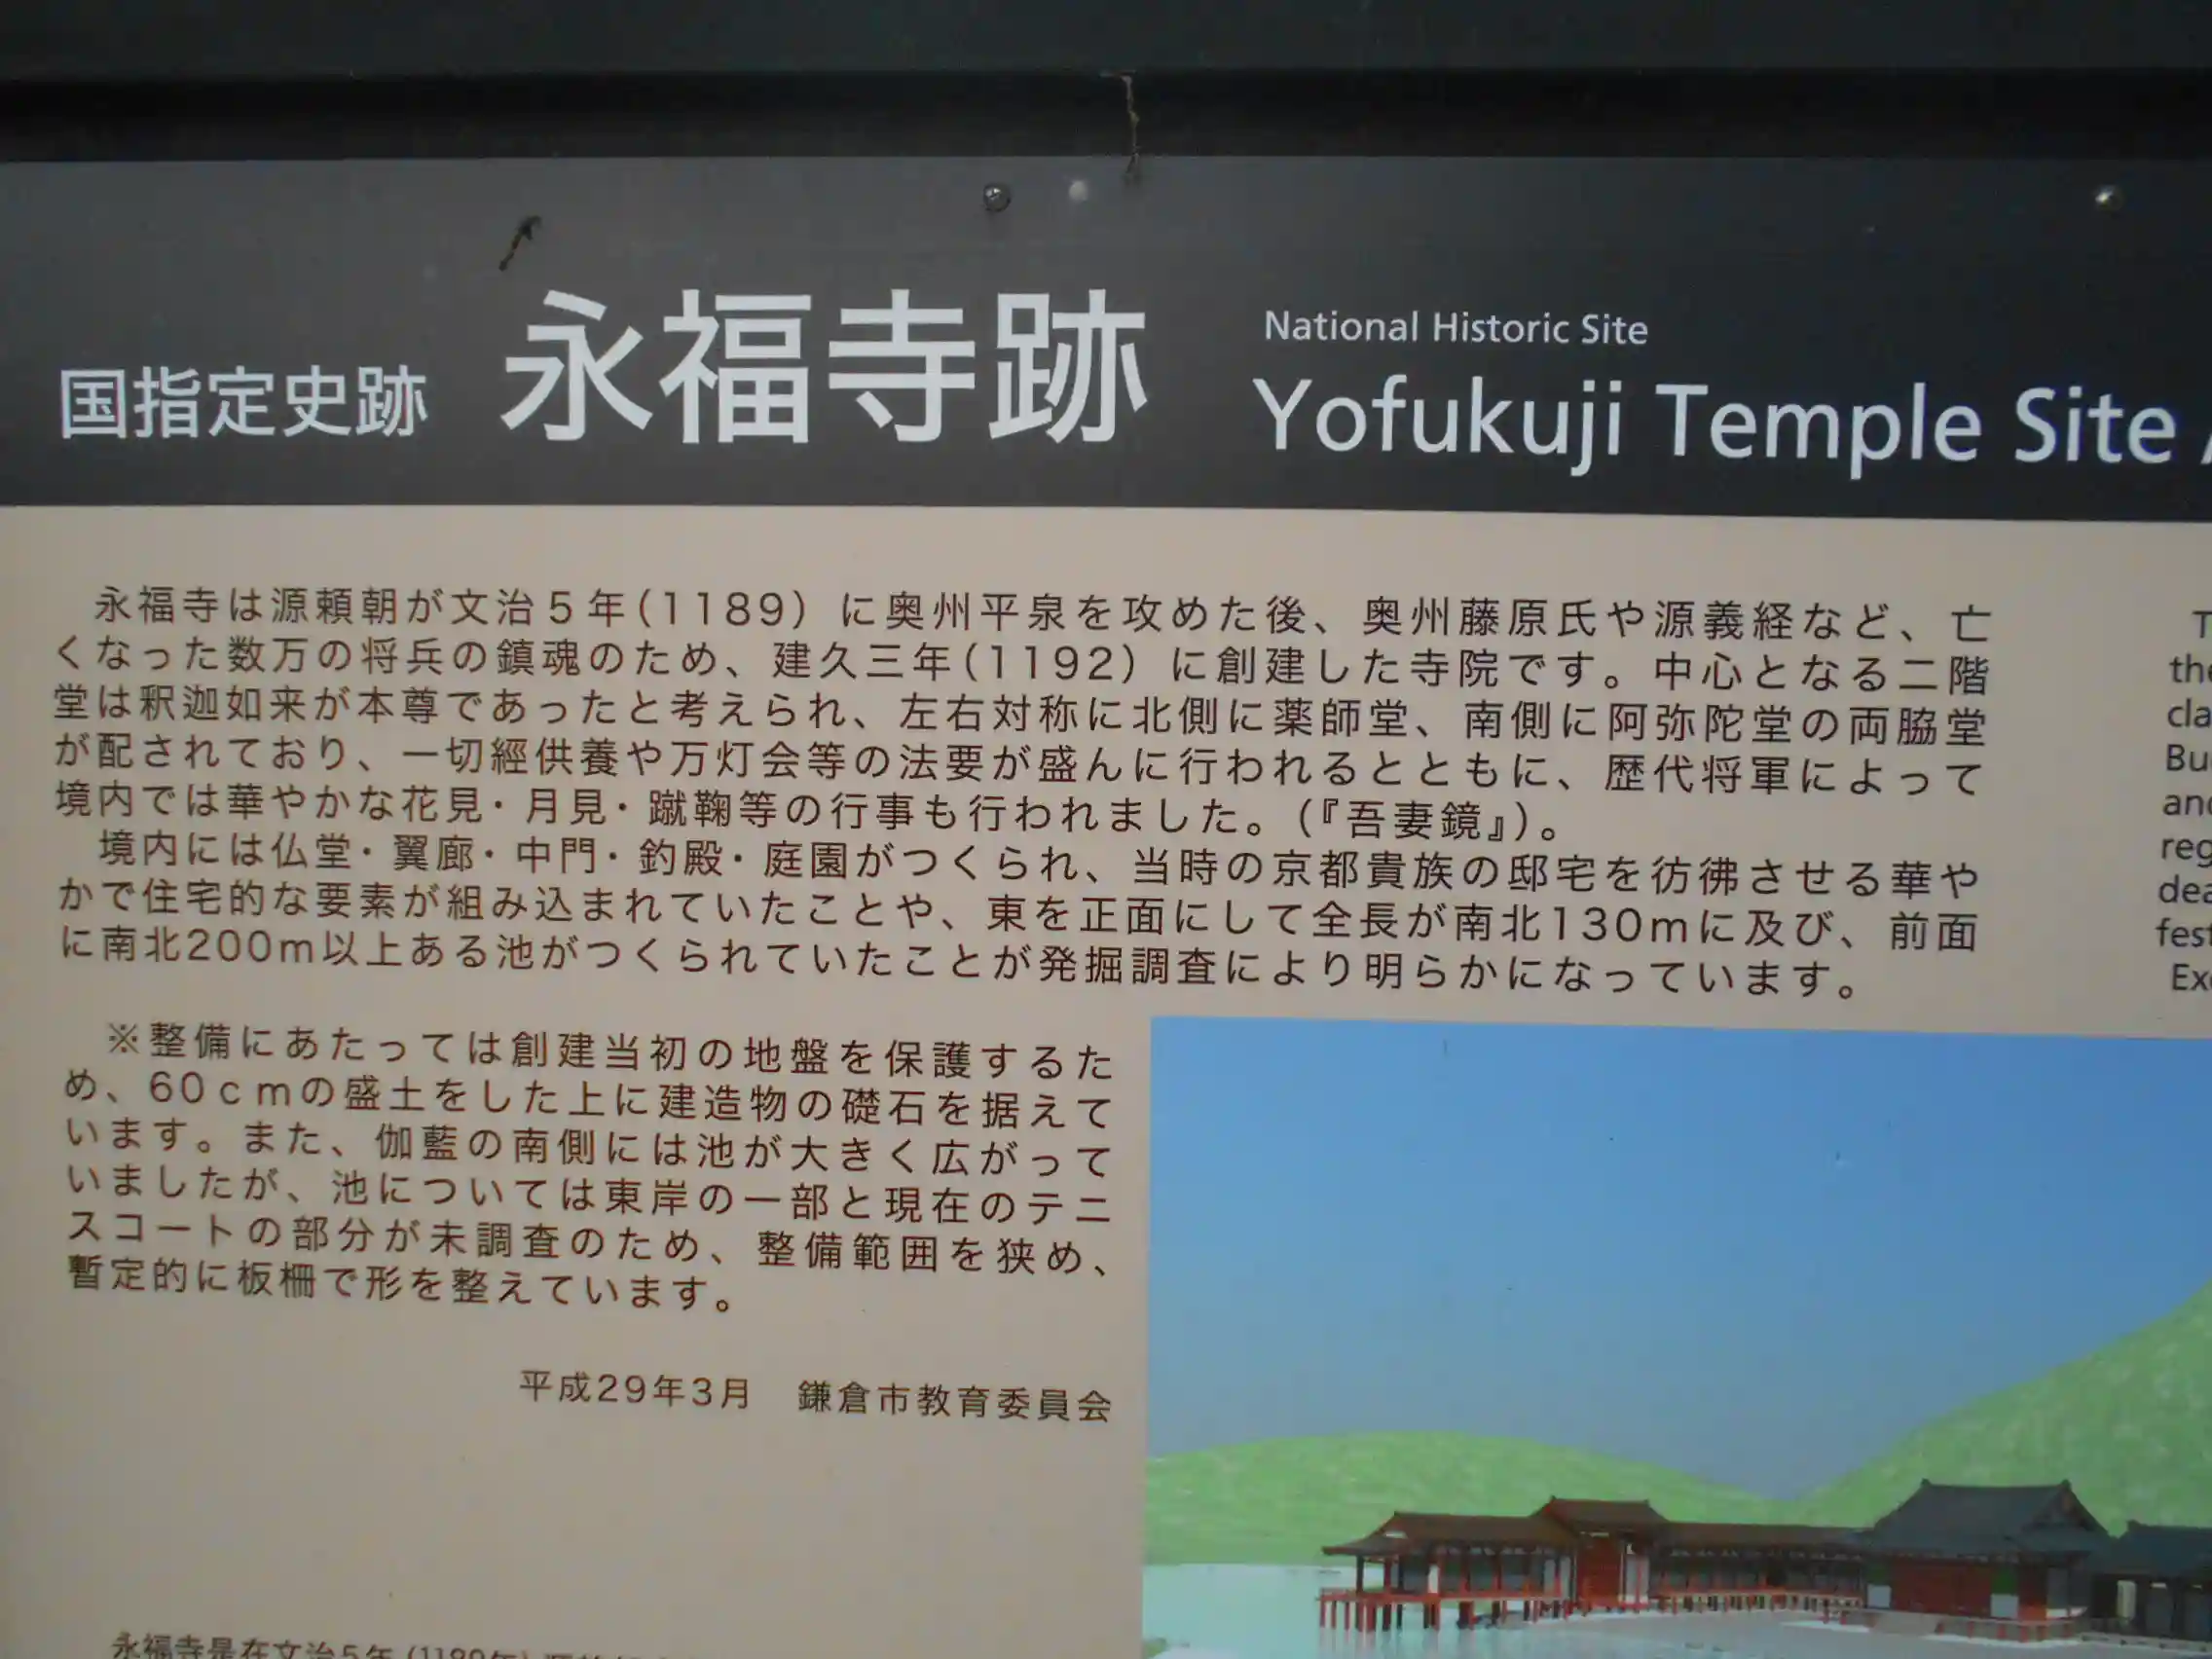 国指定史跡 永福寺跡
National Historic Site
Yofukuji Temple Site
永福寺は源頼朝が文治5年(1189)に奥州平泉を攻めた後、奥州藤原氏や源義経など、亡
くなった数万の将兵の鎮魂のため、建久三年(1192)に創建した寺院です。中心となる二階
堂は釈迦如来が本尊であったと考えられ、左右対称に北側に薬師堂、南側に阿弥陀堂の両脇堂
が配されており、一切經供養や万灯会等の法要が盛んに行われるとともに、歴代将軍によって
境内では華やかな花見・月見・蹴鞠等の行事も行われました。(『吾妻鏡』)。
境内には仏堂・翼廊・中門・釣殿・庭園がつくられ、当時の京都貴族の邸宅を彷彿させる華や
かで住宅的な要素が組み込まれていたことや、東を正面にして全長が南北130mに及び、前面
に南北200m以上ある池がつくられていたことが発掘調査により明らかになっています。
※整備にあたっては創建当初の地盤を保護するた
め、60cmの盛土をした上に建造物の礎石を据えて
います。また、伽藍の南側には池が大きく広がって
いましたが、池については東岸の一部と現在のテニ
スコートの部分が未調査のため、整備範囲を狭め、
暫定的に板柵で形を整えています。
平成29年3月 鎌倉市教育委員会
永福寺是在文治5年(1189年)